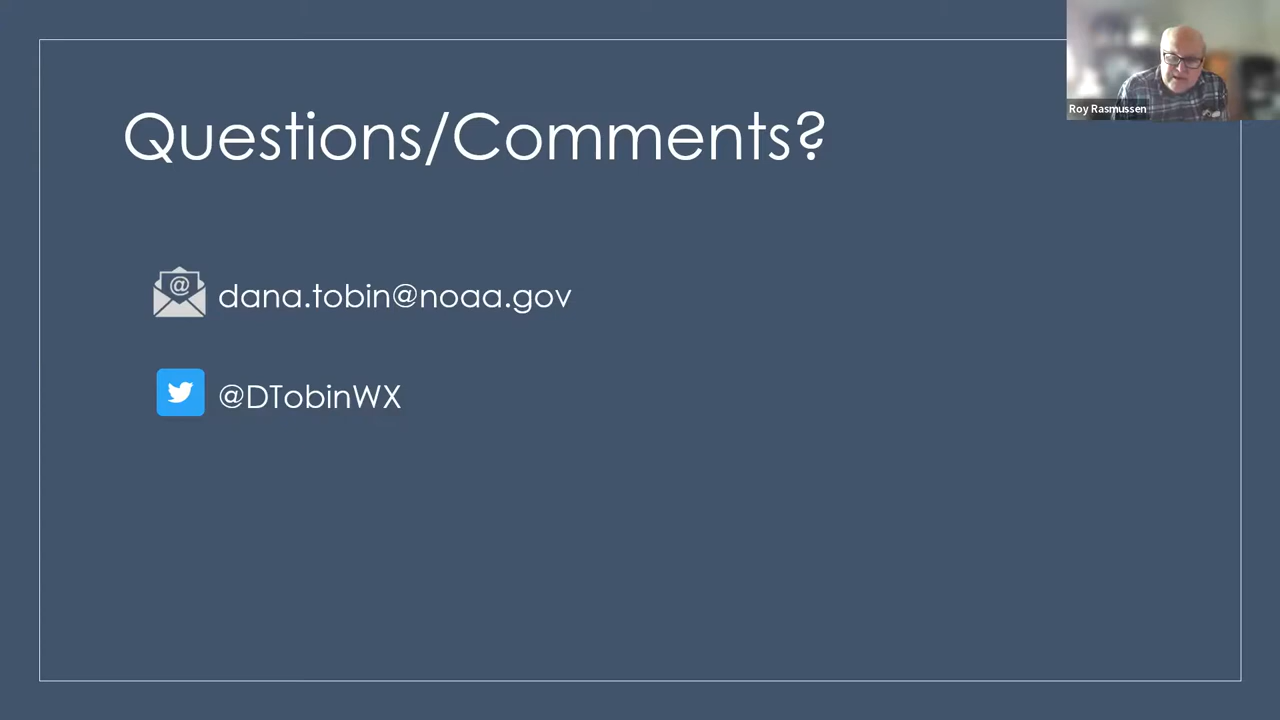 Roy Rasmussen
Questions/Comments?
@
dana.tobin@noaa.gov
@DTobinWX